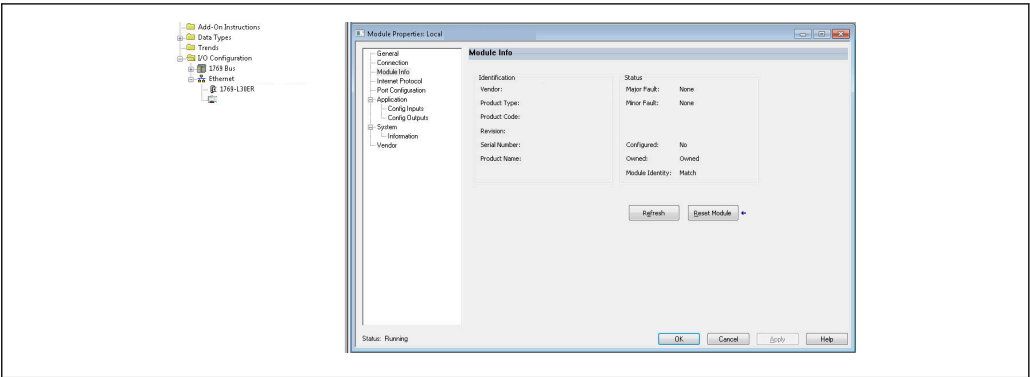 Add-On Instructions
Data Types
Trends
I/O Configuration
1769 Bus
Ethernet
1769-L30ER
Module Properties: Local
General
Connection
Module Info
Internet Protocol
Port Configuration
Application
Config Inputs
Config Outputs
System
Information
Vendor
Module Info
Identification
Vendor:
Product Type:
Product Code:
Revision:
Serial Number:
Product Name:
Status
Major Fault: None
Minor Fault: None
Configured: No
Owned: Owned
Module Identity: Match
Refresh
Reset Module
Status: Running
OK
Cancel
Apply
Help